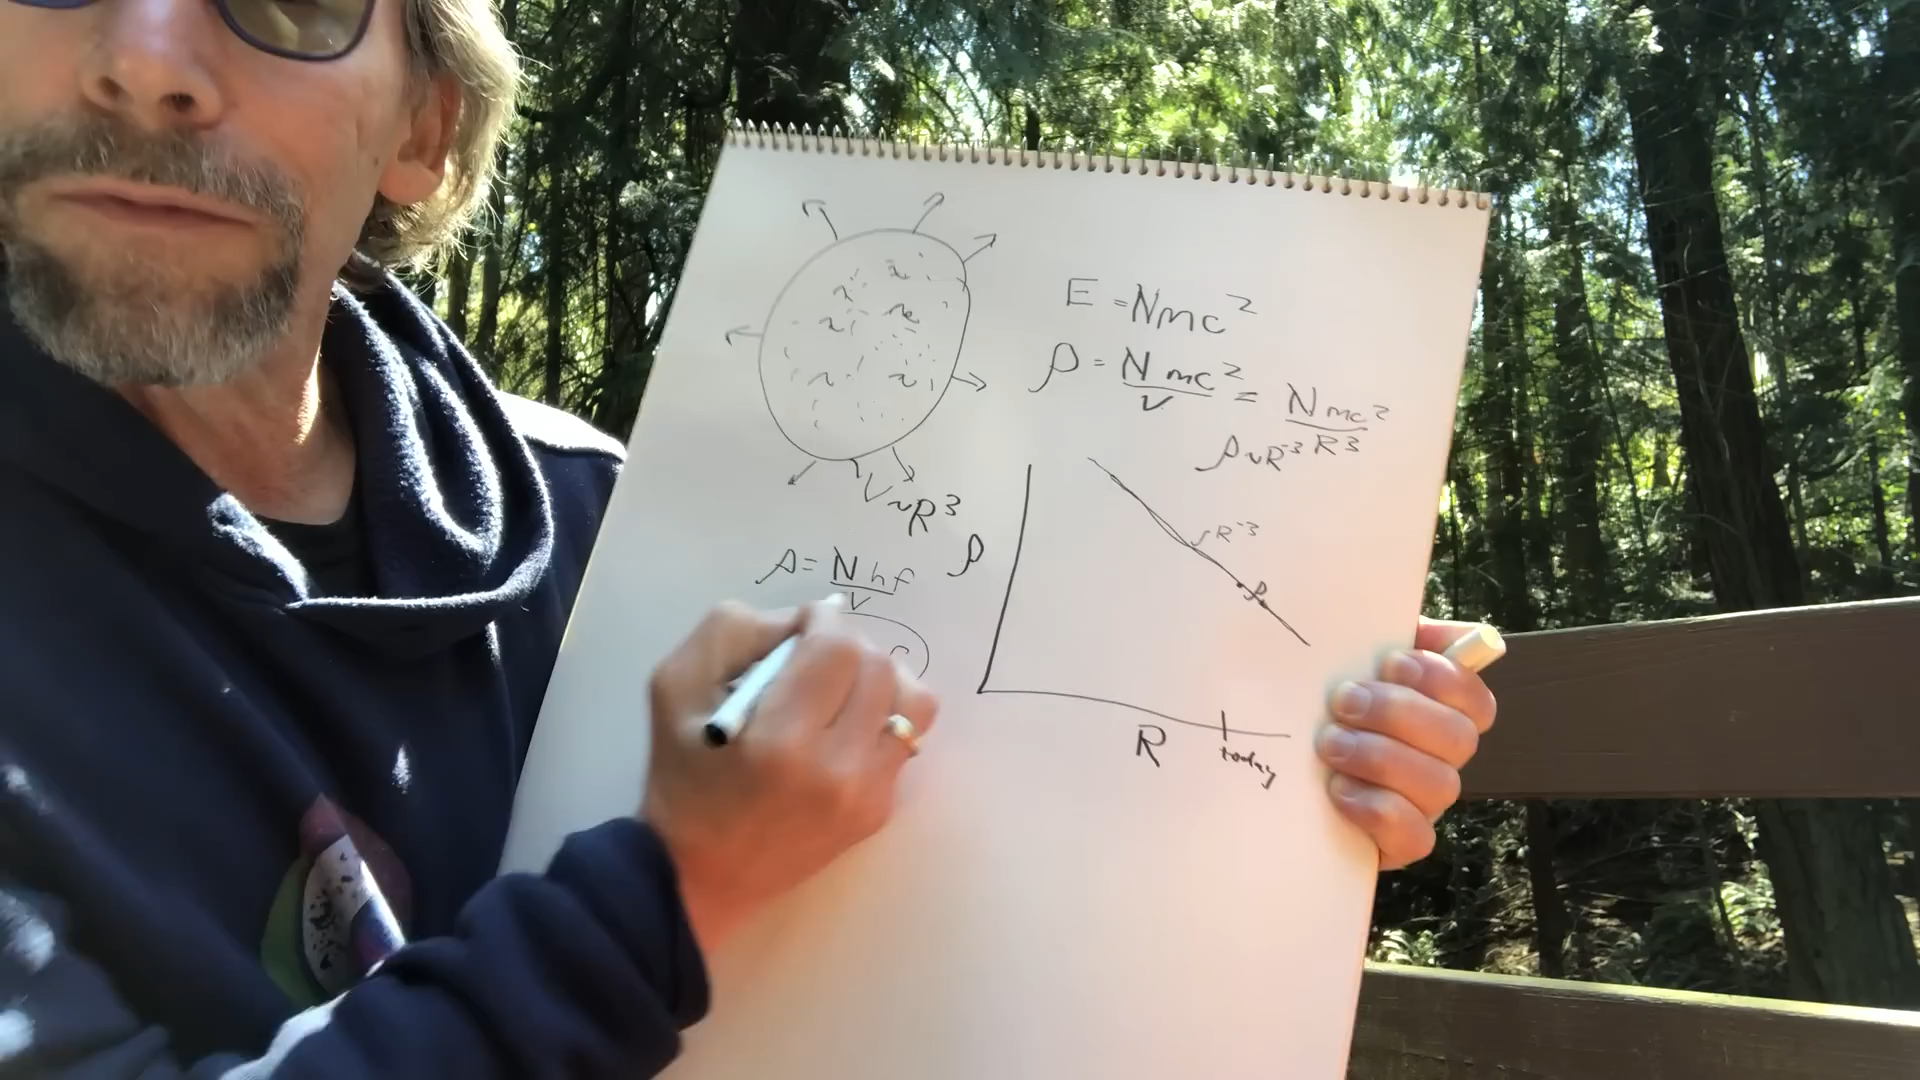 E = Nmc²
ρ = Nmc²/V = Nmc²/R³
ρ ~ R⁻³
V ~ R³
ρ = Nhf/V
ρ
~ R⁻³
R
today